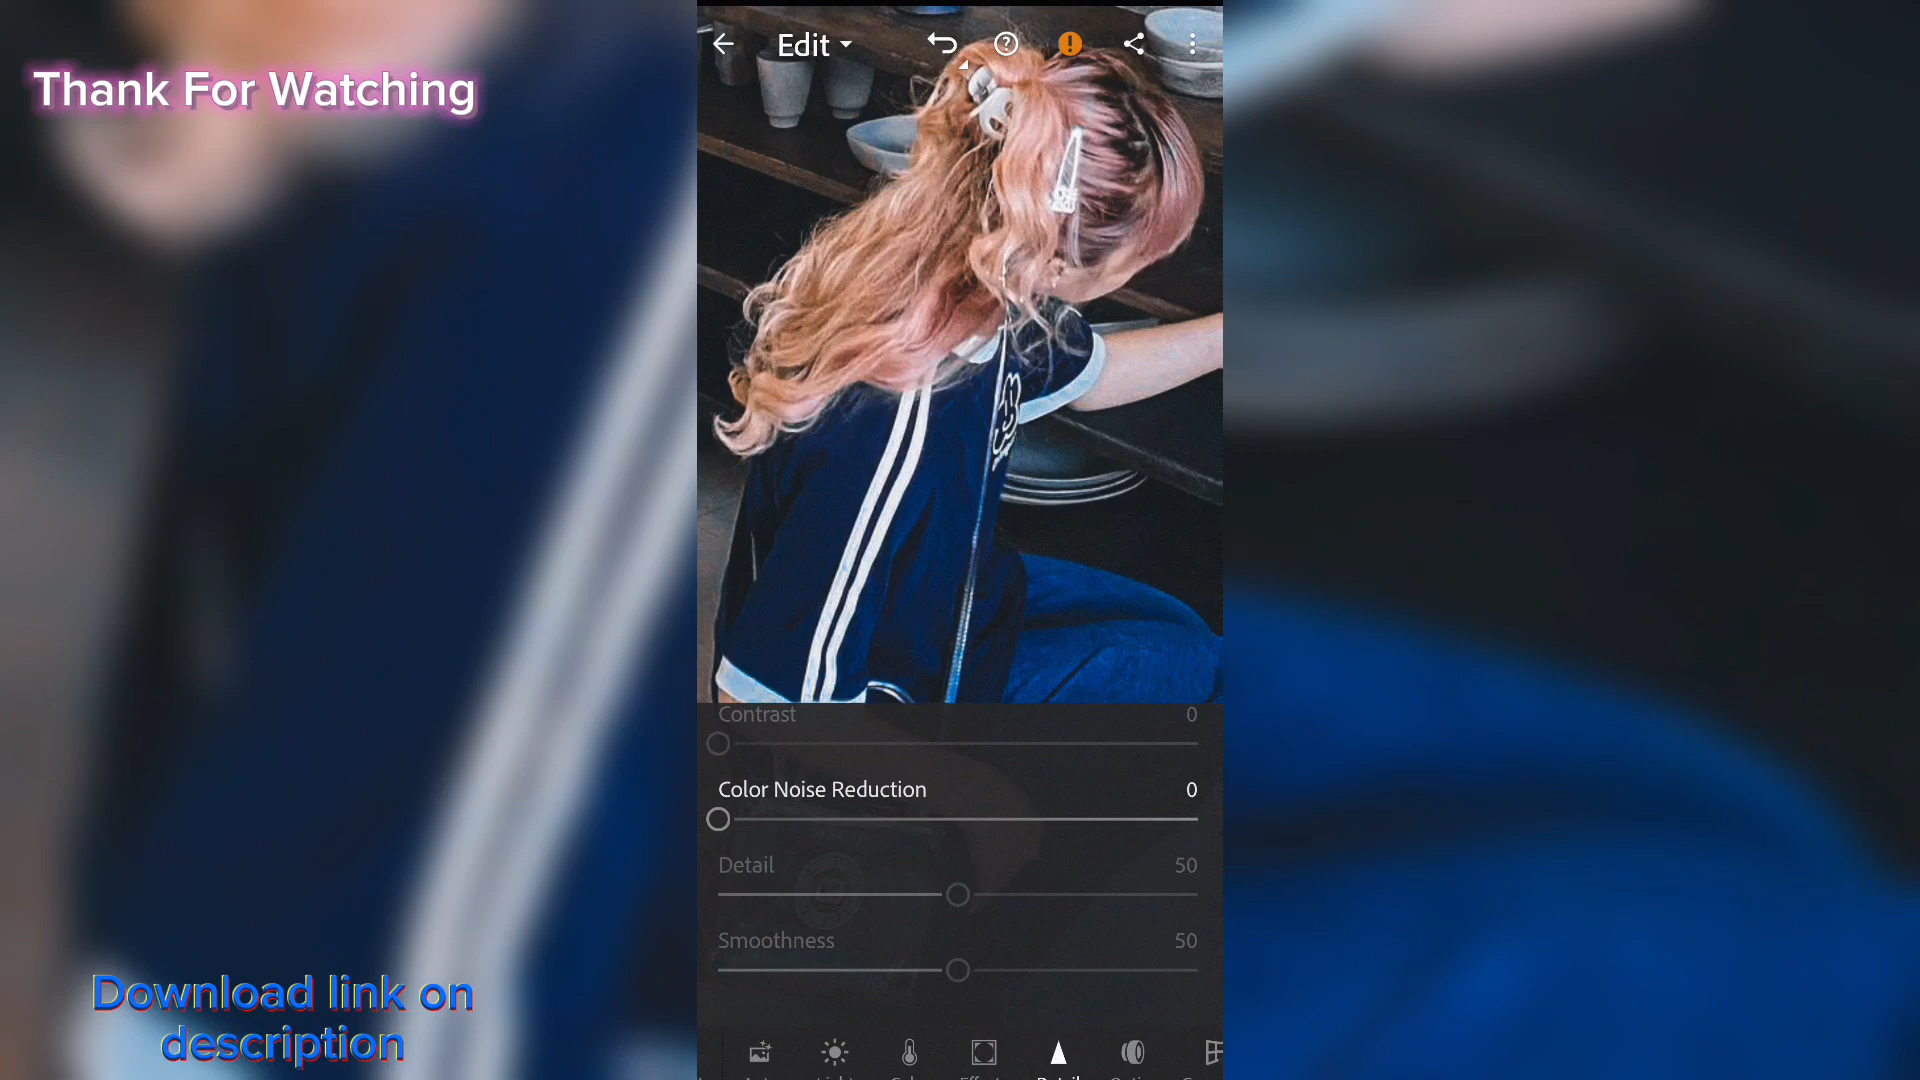 Thank For Watching
Edit
Contrast 0
Color Noise Reduction 0
Detail 50
Smoothness 50
Download link on
description